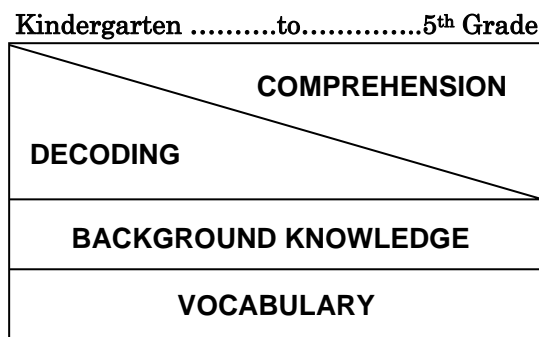 Kindergarten ..........to..............5th Grade
COMPREHENSION
DECODING
BACKGROUND KNOWLEDGE
VOCABULARY